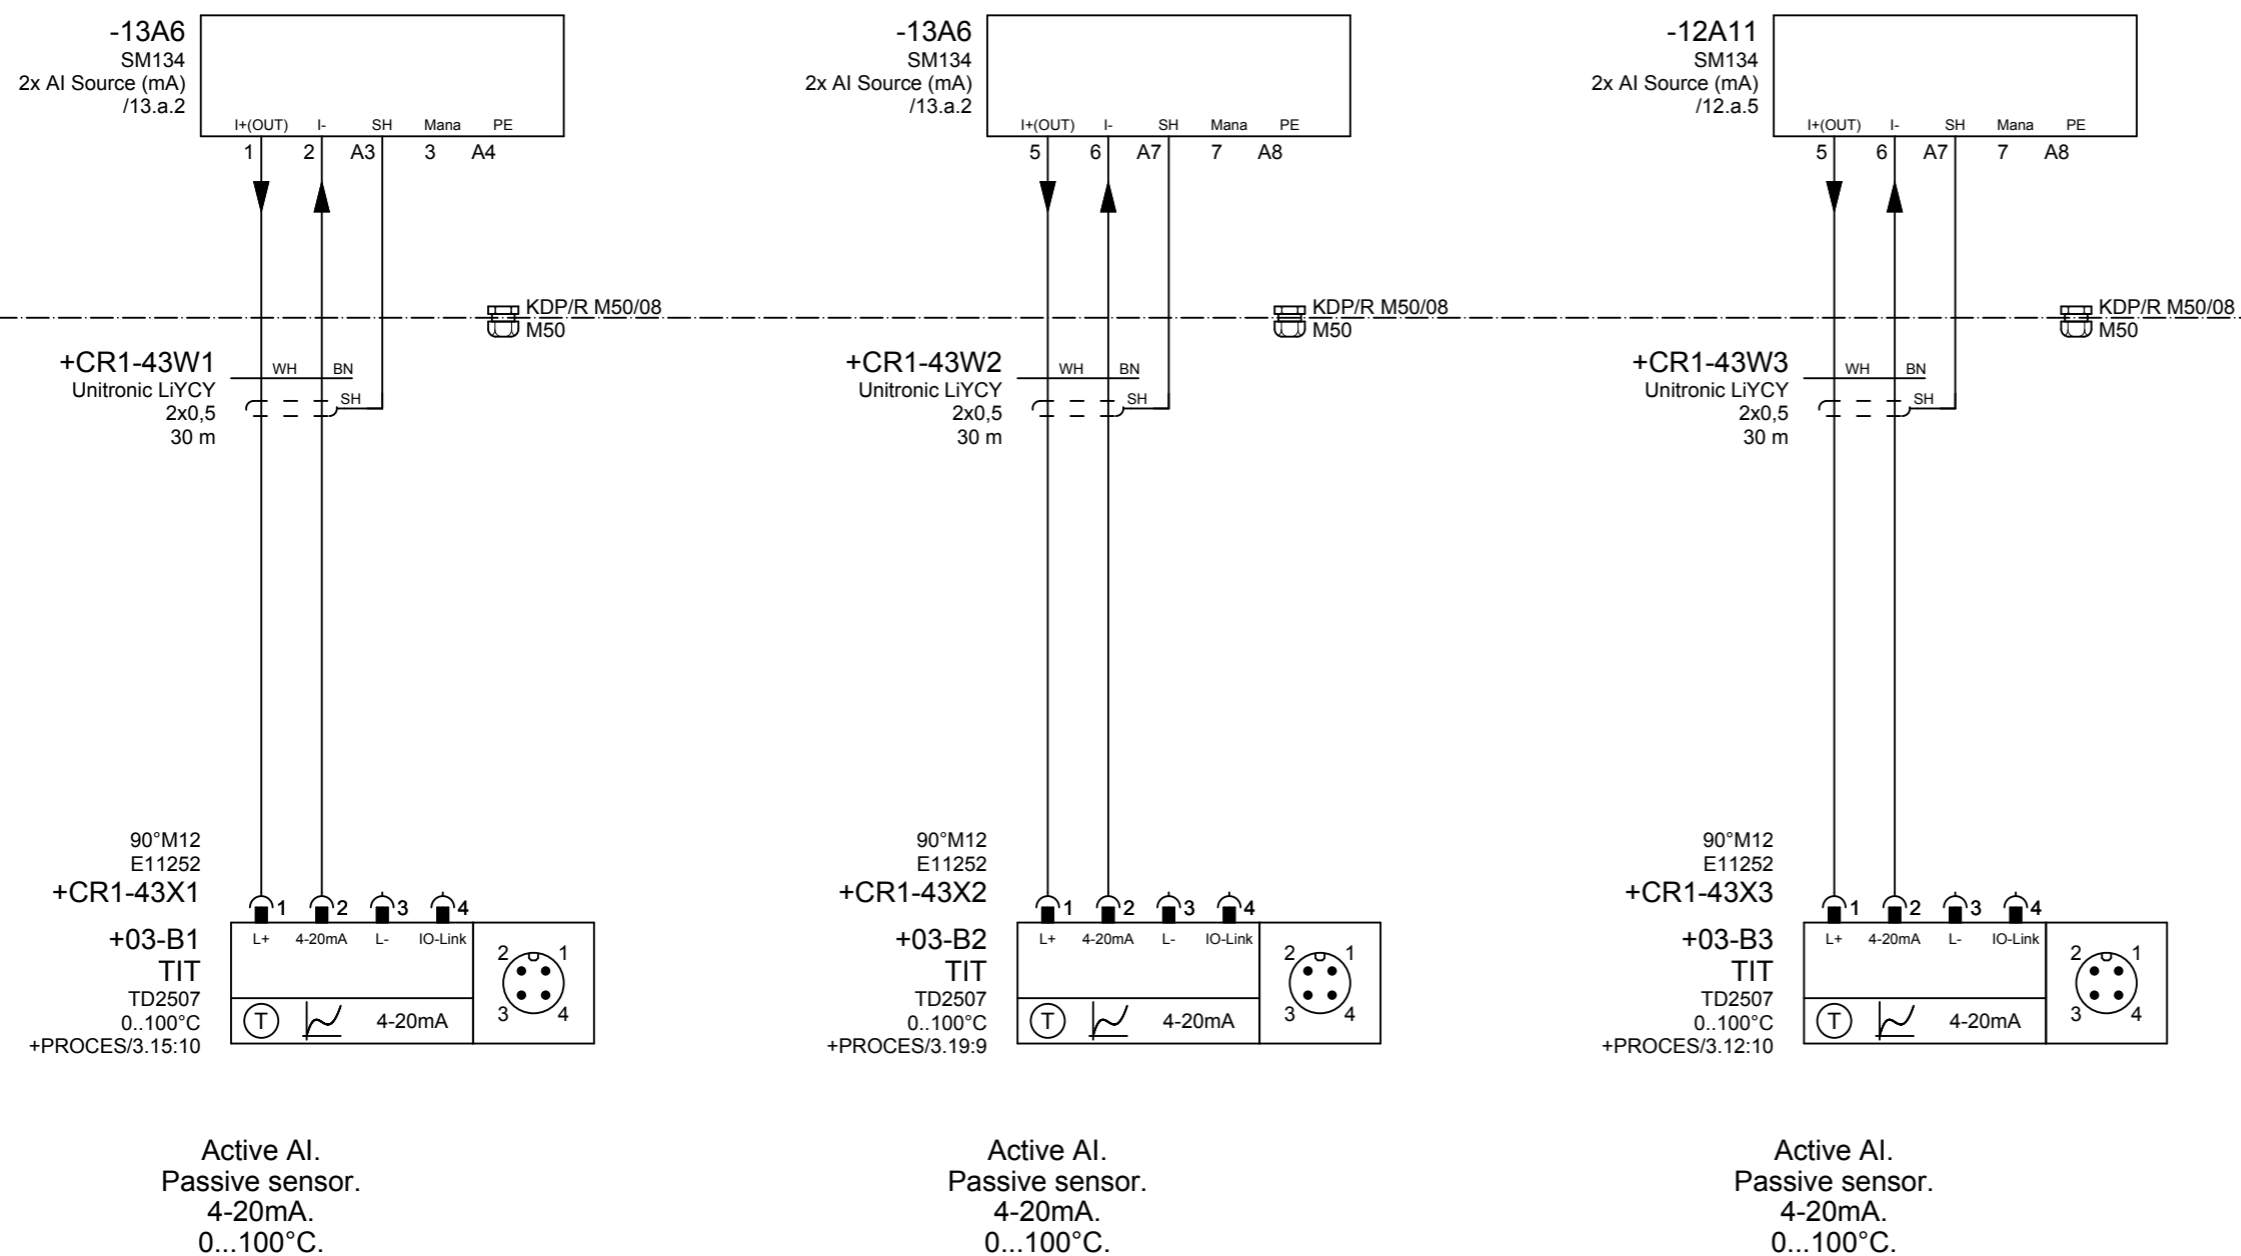 -13A6
SM134
2x AI Source (mA)
/13.a.2
I+(OUT) I- SH Mana PE
1 2 A3 3 A4
-13A6
SM134
2x AI Source (mA)
/13.a.2
I+(OUT) I- SH Mana PE
5 6 A7 7 A8
-12A11
SM134
2x AI Source (mA)
/12.a.5
I+(OUT) I- SH Mana PE
5 6 A7 7 A8
KDP/R M50/08
M50
KDP/R M50/08
M50
KDP/R M50/08
M50
+CR1-43W1
Unitronic LiYCY
2x0,5
30 m
WH BN
SH
+CR1-43W2
Unitronic LiYCY
2x0,5
30 m
WH BN
SH
+CR1-43W3
Unitronic LiYCY
2x0,5
30 m
WH BN
SH
90°M12
E11252
+CR1-43X1
1 2 3 4
+03-B1
TIT
TD2507
0..100°C
+PROCES/3.15:10
L+ 4-20mA L- IO-Link
2 1
3 4
T 4-20mA
90°M12
E11252
+CR1-43X2
1 2 3 4
+03-B2
TIT
TD2507
0..100°C
+PROCES/3.19:9
L+ 4-20mA L- IO-Link
2 1
3 4
T 4-20mA
90°M12
E11252
+CR1-43X3
1 2 3 4
+03-B3
TIT
TD2507
0..100°C
+PROCES/3.12:10
L+ 4-20mA L- IO-Link
2 1
3 4
T 4-20mA
Active AI.
Passive sensor.
4-20mA.
0...100°C.
Active AI.
Passive sensor.
4-20mA.
0...100°C.
Active AI.
Passive sensor.
4-20mA.
0...100°C.